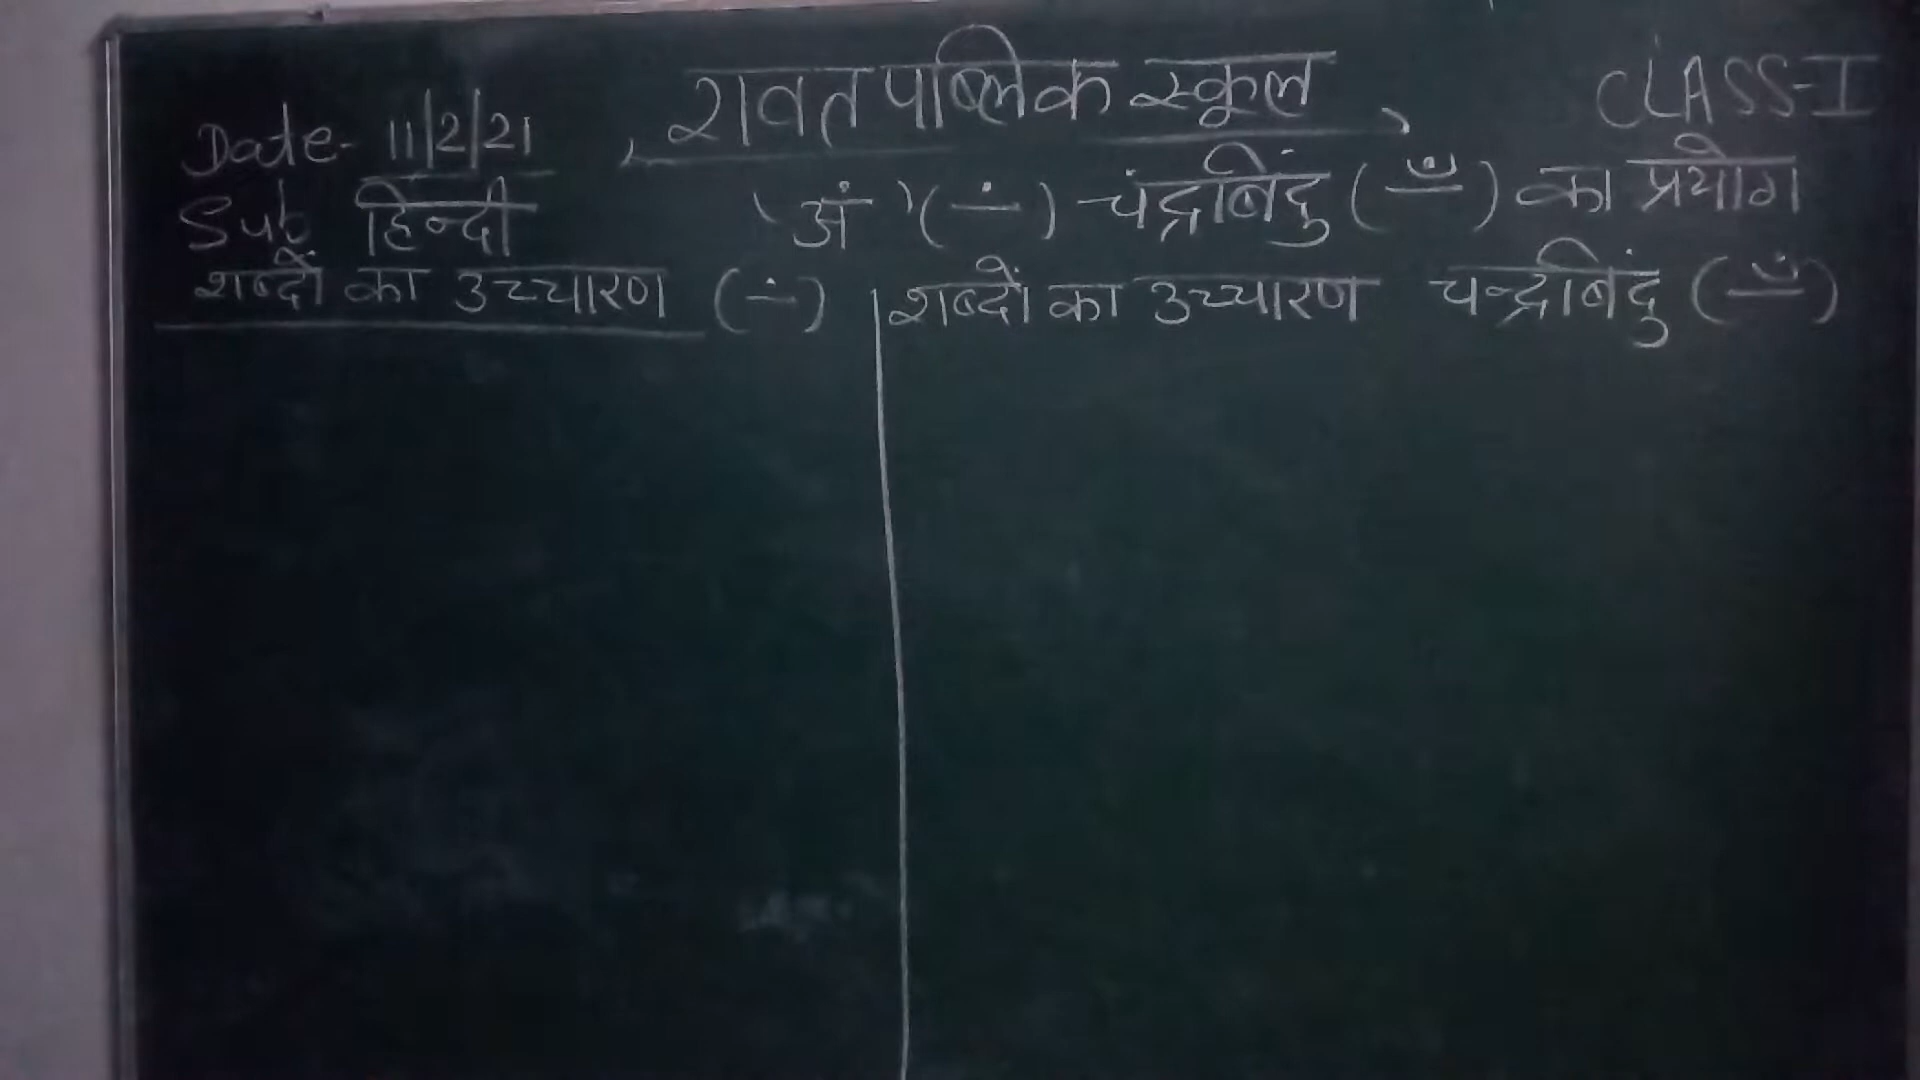 रावत पब्लिक स्कूल
CLASS-I
Date- 11/2/21
Sub हिन्दी
'अं' (ं) चंद्रबिंदु (ँ) का प्रयोग
शब्दों का उच्चारण (ं)
शब्दों का उच्चारण चन्द्रबिंदु (ँ)